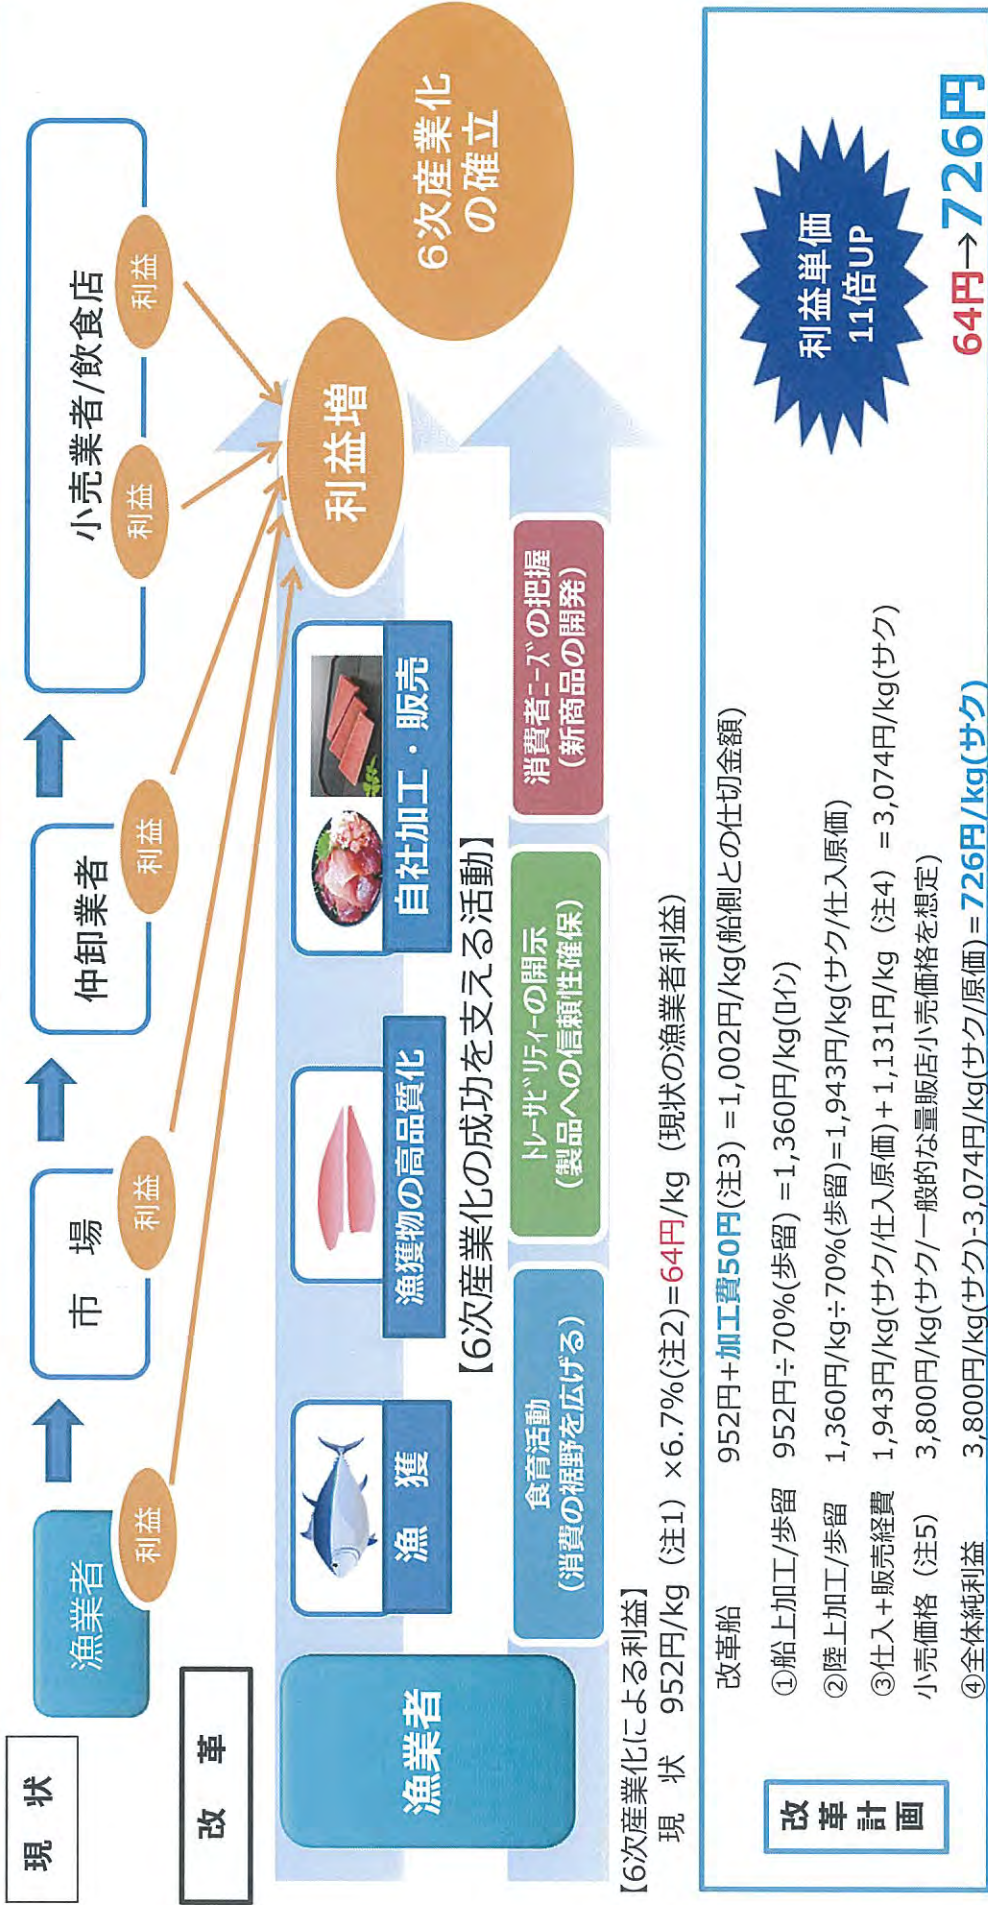 現　状
漁業者
利益
市　場
利益
仲卸業者
利益
小売業者/飲食店
利益
利益
改　革
漁業者
漁　獲
漁獲物の高品質化
自社加工・販売
利益増
6次産業化
の確立
【6次産業化の成功を支える活動】
食育活動
(消費の裾野を広げる)
ﾄﾚｰｻﾋﾞﾘﾃｨｰの開示
(製品への信頼性確保)
消費者ﾆｰｽﾞの把握
(新商品の開発)
【6次産業化による利益】
現　状　952円/kg（注1）×6.7%(注2)=64円/kg（現状の漁業者利益）
改革計画
改革船　952円+加工費50円(注3)=1,002円/kg(船側との仕切金額)
①船上加工/歩留　952円÷70%(歩留)=1,360円/kg(ﾛｲﾝ)
②陸上加工/歩留　1,360円/kg÷70%(歩留)=1,943円/kg(サク/仕入原価)
③仕入+販売経費　1,943円/kg(サク/仕入原価)+1,131円/kg（注4）=3,074円/kg(サク)
小売価格（注5）　3,800円/kg(サク/一般的な量販店小売価格を想定)
④全体純利益　3,800円/kg(サク)-3,074円/kg(サク/原価)=726円/kg(サク)
利益単価
11倍UP
64円→726円